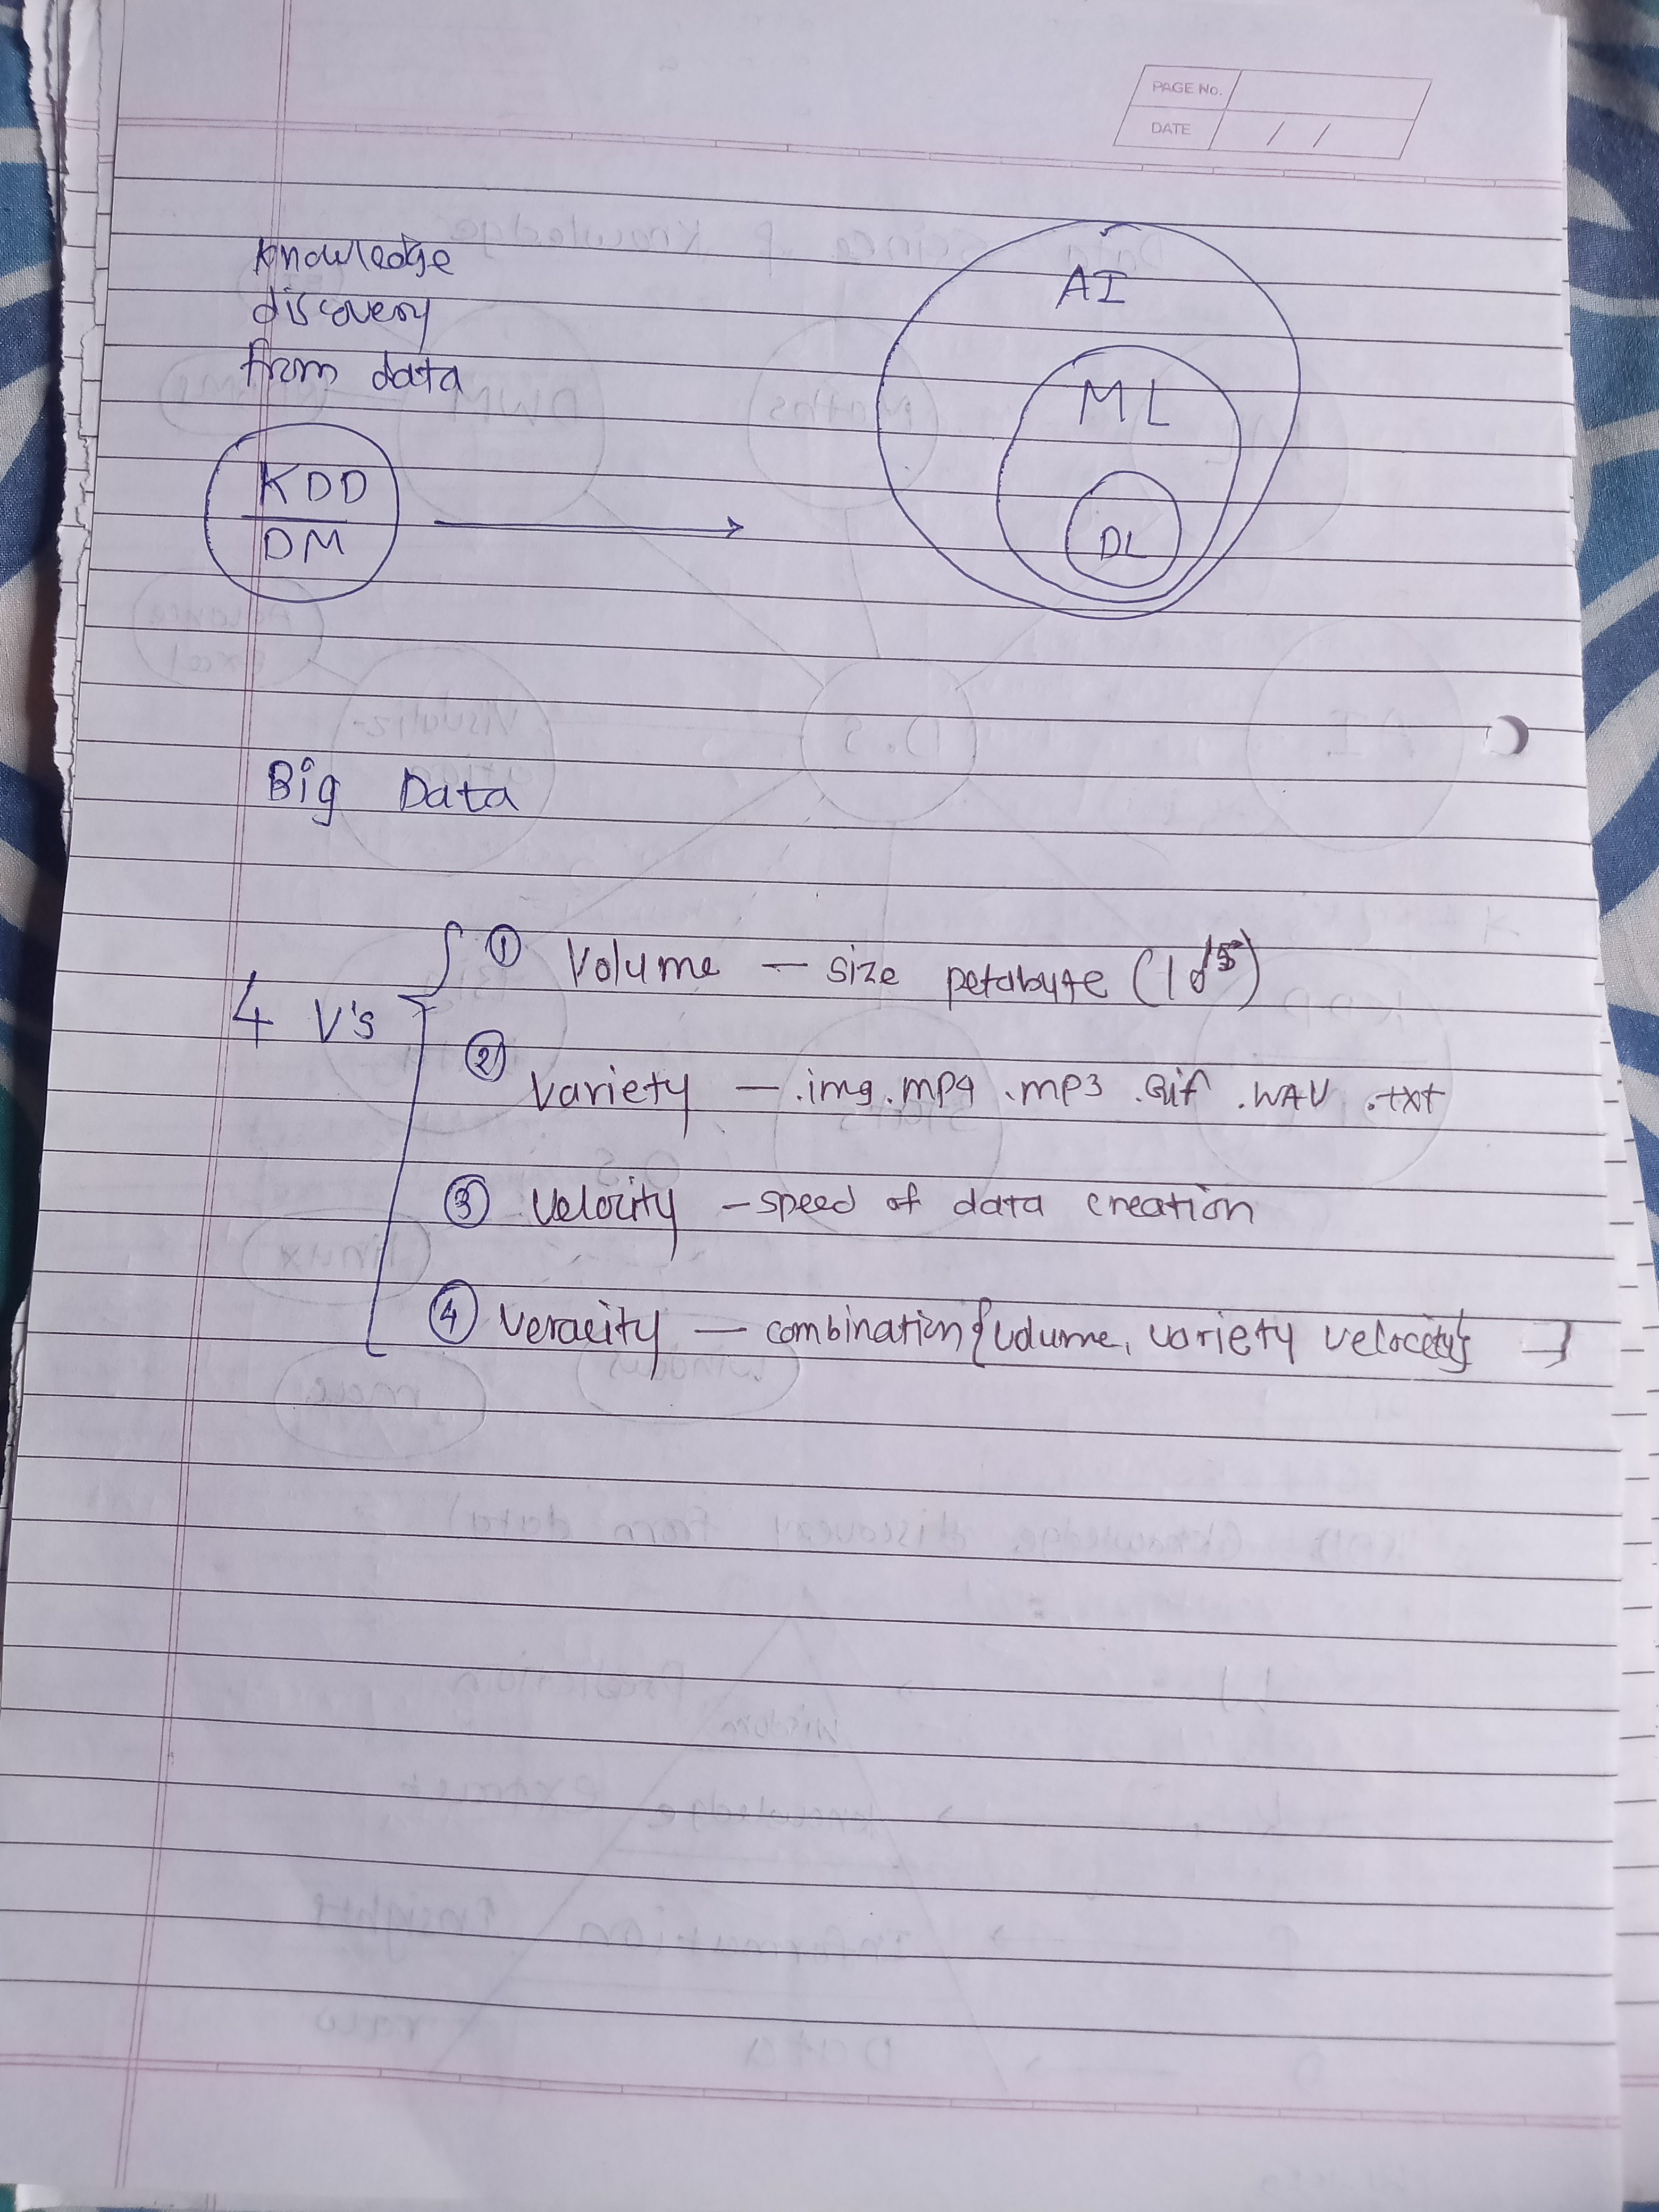 PAGE No.
DATE / /
Knowledge
discovery
from data
KDD
DM
AI
ML
DL
Big Data
4 V's
① Volume — size petabyte (10¹⁵)
② Variety — .img .mp4 .mp3 .Gif .WAV .txt
③ Velocity — speed of data creation
④ Veracity — combination {volume, variety velocity}